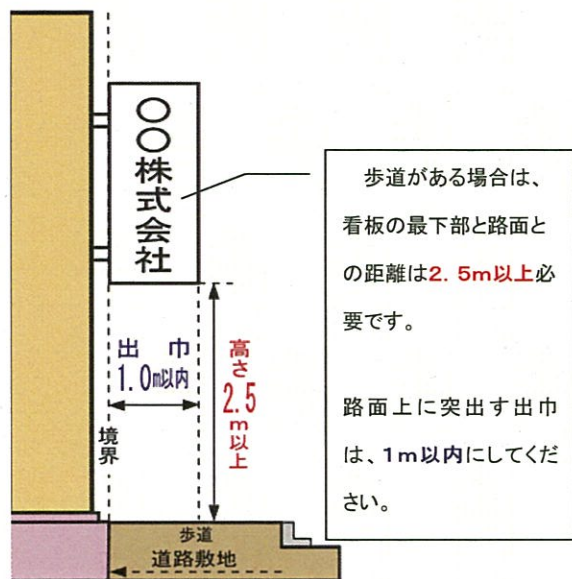 〇〇株式会社
歩道がある場合は、
看板の最下部と路面と
の距離は2.5m以上必
要です。
路面上に突出す出巾
は、1m以内にしてくだ
さい。
出 巾
1.0m以内
高さ2.5m以上
境界
歩道
道路敷地